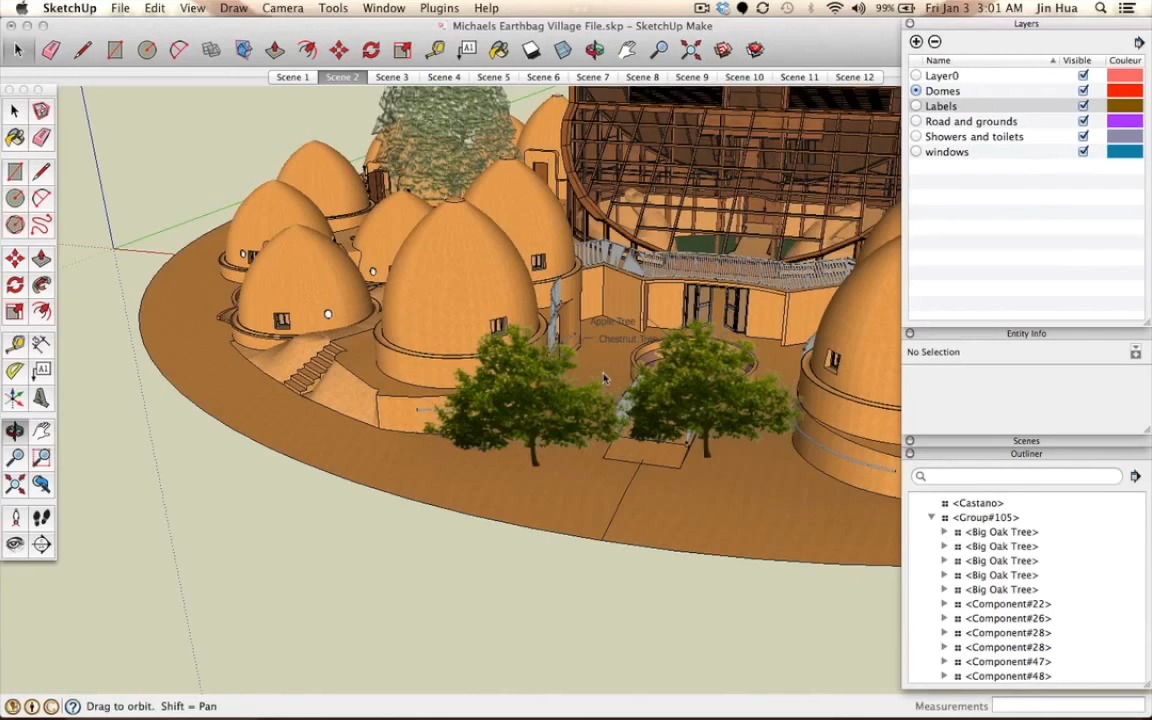 SketchUp File Edit View Draw Camera Tools Window Plugins Help 99% Fri Jan 3 3:01 AM Jin Hua
Michaels Earthbag Village File.skp – SketchUp Make
Scene 1 Scene 2 Scene 3 Scene 4 Scene 5 Scene 6 Scene 7 Scene 8 Scene 9 Scene 10 Scene 11 Scene 12
Layers
Name Visible Couleur
Layer0
Domes
Labels
Road and grounds
Showers and toilets
windows
Apple Tree
Chestnut Tree
Entity Info
No Selection
Scenes
Outliner
<Castano>
<Group#105>
<Big Oak Tree>
<Big Oak Tree>
<Big Oak Tree>
<Big Oak Tree>
<Big Oak Tree>
<Component#22>
<Component#26>
<Component#28>
<Component#28>
<Component#47>
<Component#48>
Drag to orbit. Shift = Pan
Measurements